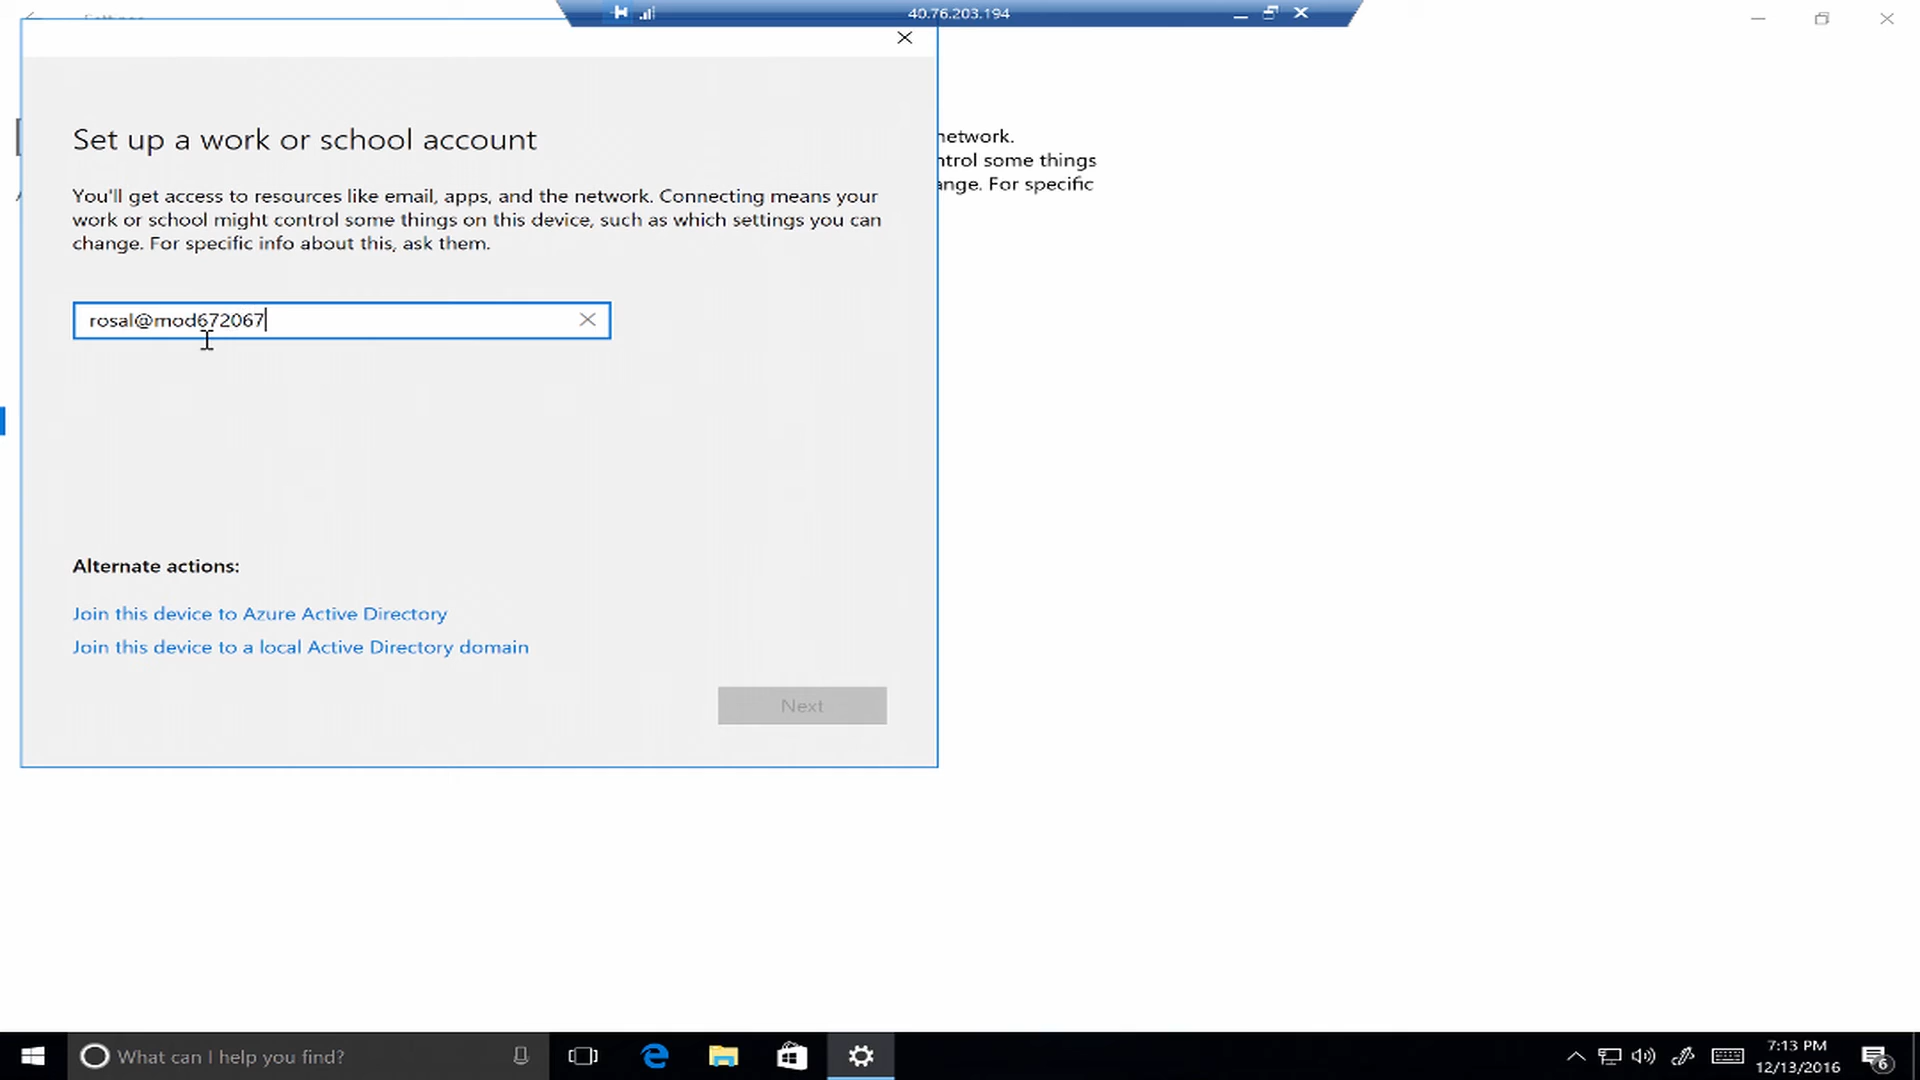 40.76.203.194
Set up a work or school account
You'll get access to resources like email, apps, and the network. Connecting means your
work or school might control some things on this device, such as which settings you can
change. For specific info about this, ask them.
network.
ntrol some things
ange. For specific
rosal@mod672067
Alternate actions:
Join this device to Azure Active Directory
Join this device to a local Active Directory domain
Next
What can I help you find?
7:13 PM
12/13/2016
6